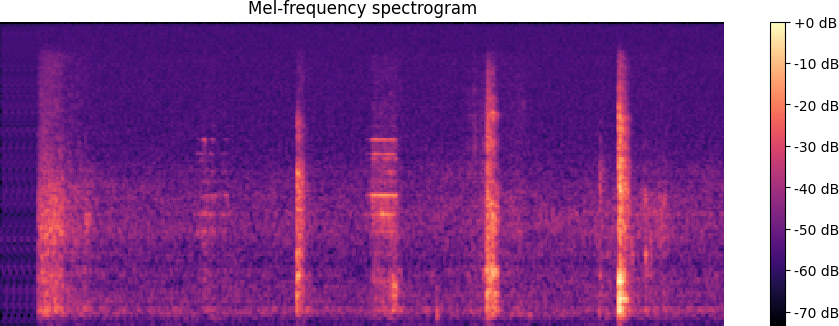 Mel-frequency spectrogram
+0 dB
-10 dB
-20 dB
-30 dB
-40 dB
-50 dB
-60 dB
-70 dB